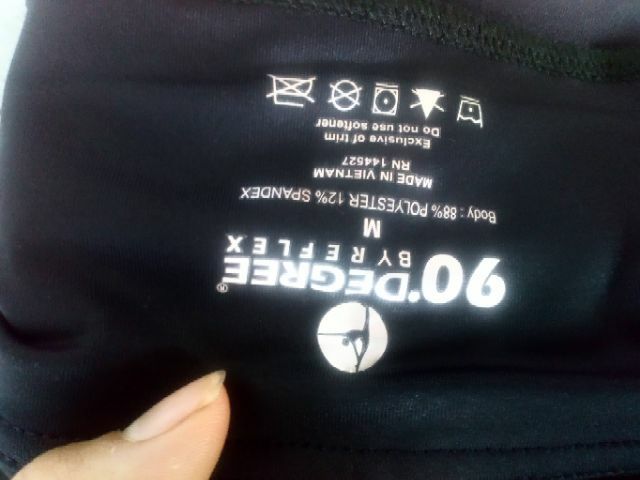 90°DEGREE®
BY REFLEX
M
Body: 88% POLYESTER 12% SPANDEX
MADE IN VIETNAM
RN 144527
Exclusive of trim
Do not use softener